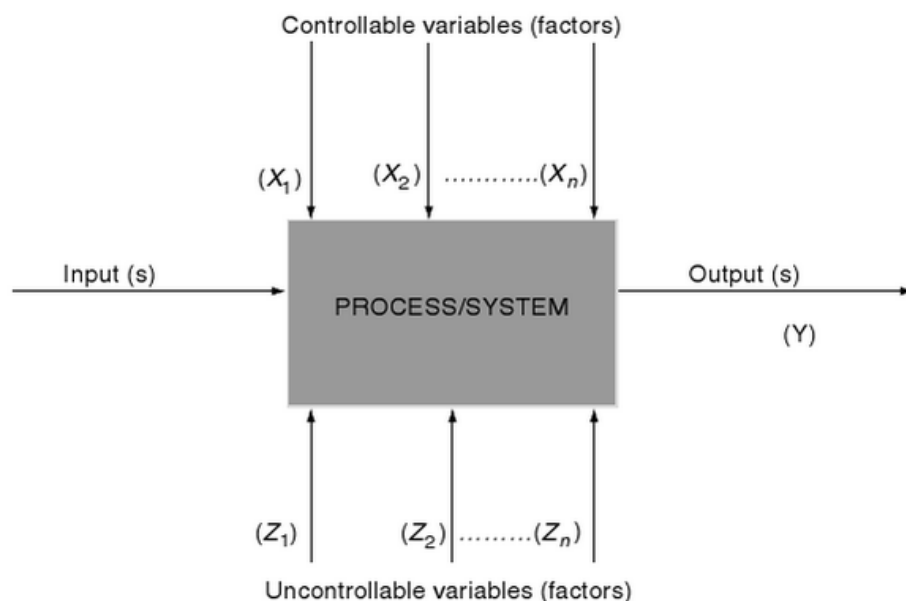 Controllable variables (factors)
(X₁) (X₂) ............(Xₙ)
Input (s)
PROCESS/SYSTEM
Output (s)
(Y)
(Z₁) (Z₂) .........(Zₙ)
Uncontrollable variables (factors)